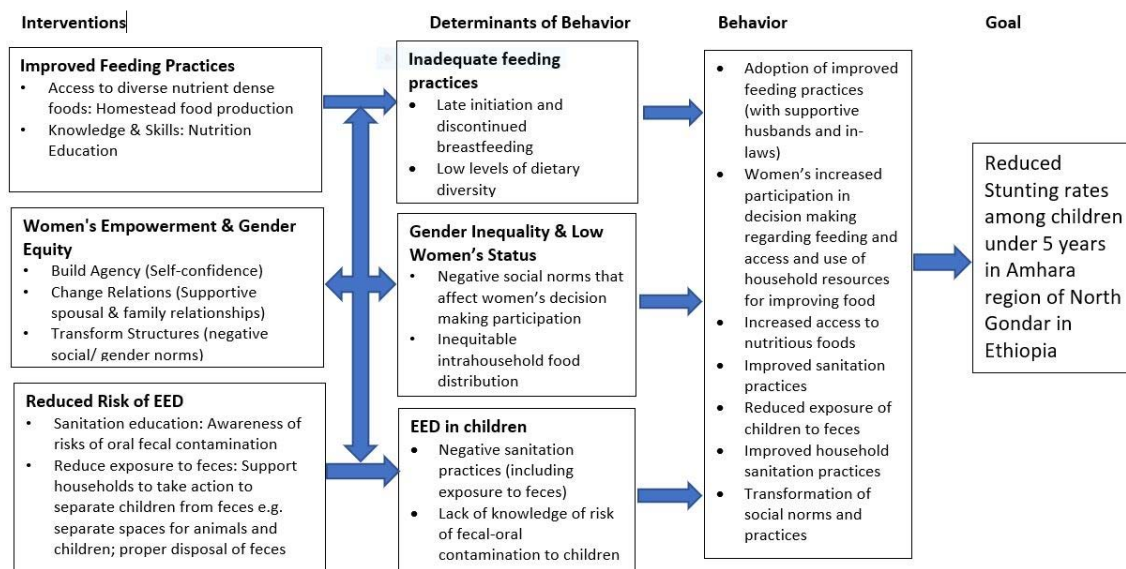 Interventions
Determinants of Behavior
Behavior
Goal
Improved Feeding Practices
• Access to diverse nutrient dense
foods: Homestead food production
• Knowledge & Skills: Nutrition
Education
Women's Empowerment & Gender
Equity
• Build Agency (Self-confidence)
• Change Relations (Supportive
spousal & family relationships)
• Transform Structures (negative
social/ gender norms)
Reduced Risk of EED
• Sanitation education: Awareness of
risks of oral fecal contamination
• Reduce exposure to feces: Support
households to take action to
separate children from feces e.g.
separate spaces for animals and
children; proper disposal of feces
Inadequate feeding
practices
• Late initiation and
discontinued
breastfeeding
• Low levels of dietary
diversity
Gender Inequality & Low
Women’s Status
• Negative social norms that
affect women’s decision
making participation
• Inequitable
intrahousehold food
distribution
EED in children
• Negative sanitation
practices (including
exposure to feces)
• Lack of knowledge of risk
of fecal-oral
contamination to children
• Adoption of improved
feeding practices
(with supportive
husbands and in-
laws)
• Women’s increased
participation in
decision making
regarding feeding and
access and use of
household resources
for improving food
• Increased access to
nutritious foods
• Improved sanitation
practices
• Reduced exposure of
children to feces
• Improved household
sanitation practices
• Transformation of
social norms and
practices
Reduced
Stunting rates
among children
under 5 years
in Amhara
region of North
Gondar in
Ethiopia